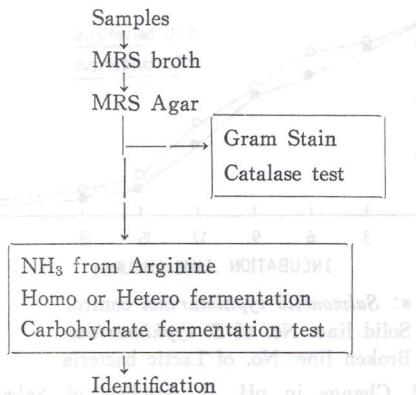 Samples
MRS broth
MRS Agar
Gram Stain
Catalase test
NH₃ from Arginine
Homo or Hetero fermentation
Carbohydrate fermentation test
Identification